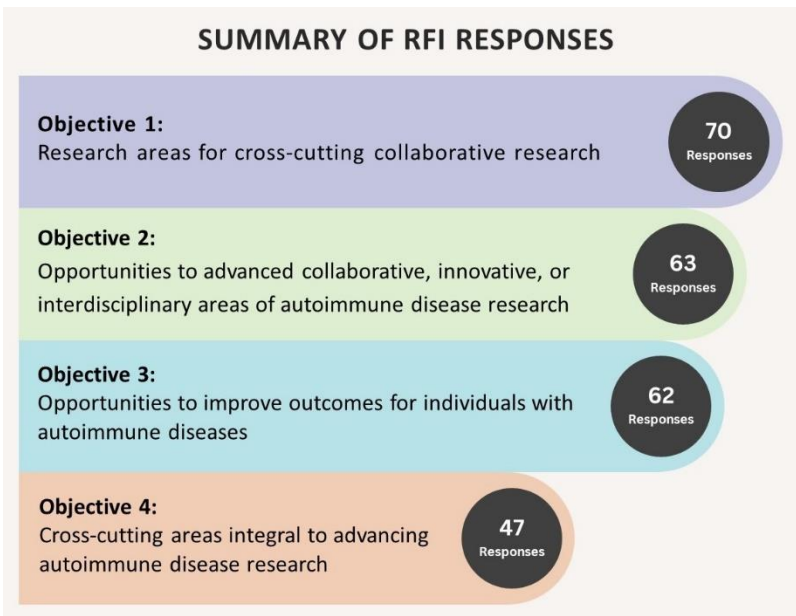 SUMMARY OF RFI RESPONSES
Objective 1:
Research areas for cross-cutting collaborative research
70
Responses
Objective 2:
Opportunities to advanced collaborative, innovative, or
interdisciplinary areas of autoimmune disease research
63
Responses
Objective 3:
Opportunities to improve outcomes for individuals with
autoimmune diseases
62
Responses
Objective 4:
Cross-cutting areas integral to advancing
autoimmune disease research
47
Responses